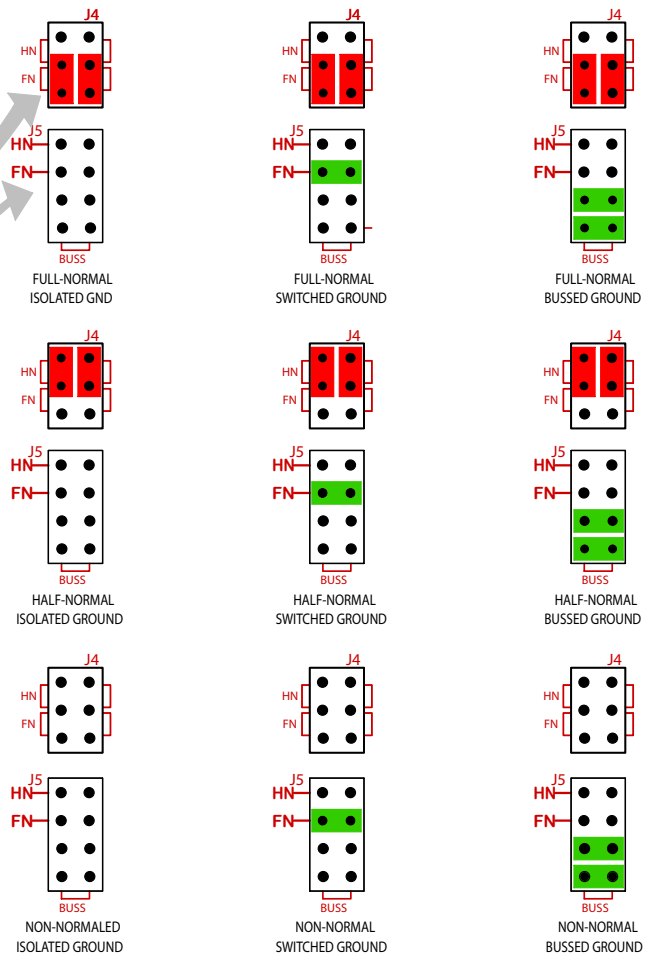 J4
HN
FN
J5
HN
FN
BUSS
FULL-NORMAL
ISOLATED GND
J4
HN
FN
J5
HN
FN
BUSS
FULL-NORMAL
SWITCHED GROUND
J4
HN
FN
J5
HN
FN
BUSS
FULL-NORMAL
BUSSED GROUND
J4
HN
FN
J5
HN
FN
BUSS
HALF-NORMAL
ISOLATED GROUND
J4
HN
FN
J5
HN
FN
BUSS
HALF-NORMAL
SWITCHED GROUND
J4
HN
FN
J5
HN
FN
BUSS
HALF-NORMAL
BUSSED GROUND
J4
HN
FN
J5
HN
FN
BUSS
NON-NORMALED
ISOLATED GROUND
J4
HN
FN
J5
HN
FN
BUSS
NON-NORMAL
SWITCHED GROUND
J4
HN
FN
J5
HN
FN
BUSS
NON-NORMAL
BUSSED GROUND